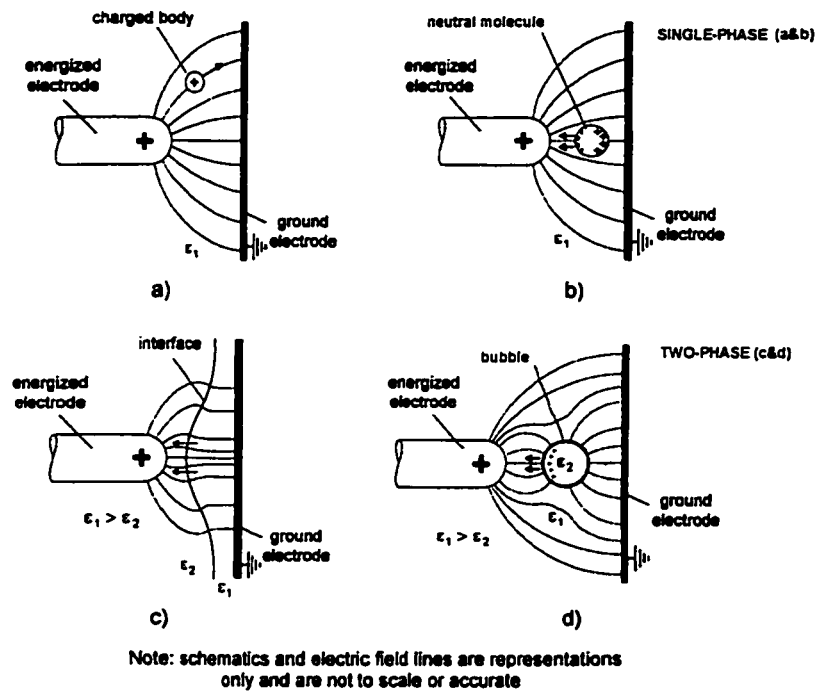 charged body
energized
electrode
+
+
ε1
ground
electrode
a)
neutral molecule
SINGLE-PHASE (a&b)
energized
electrode
+
ε1
ground
electrode
b)
interface
energized
electrode
+
ε1 > ε2
ε2
ε1
ground
electrode
c)
bubble
TWO-PHASE (c&d)
energized
electrode
+
ε2
ε1
ε1 > ε2
ground
electrode
d)
Note: schematics and electric field lines are representations
only and are not to scale or accurate